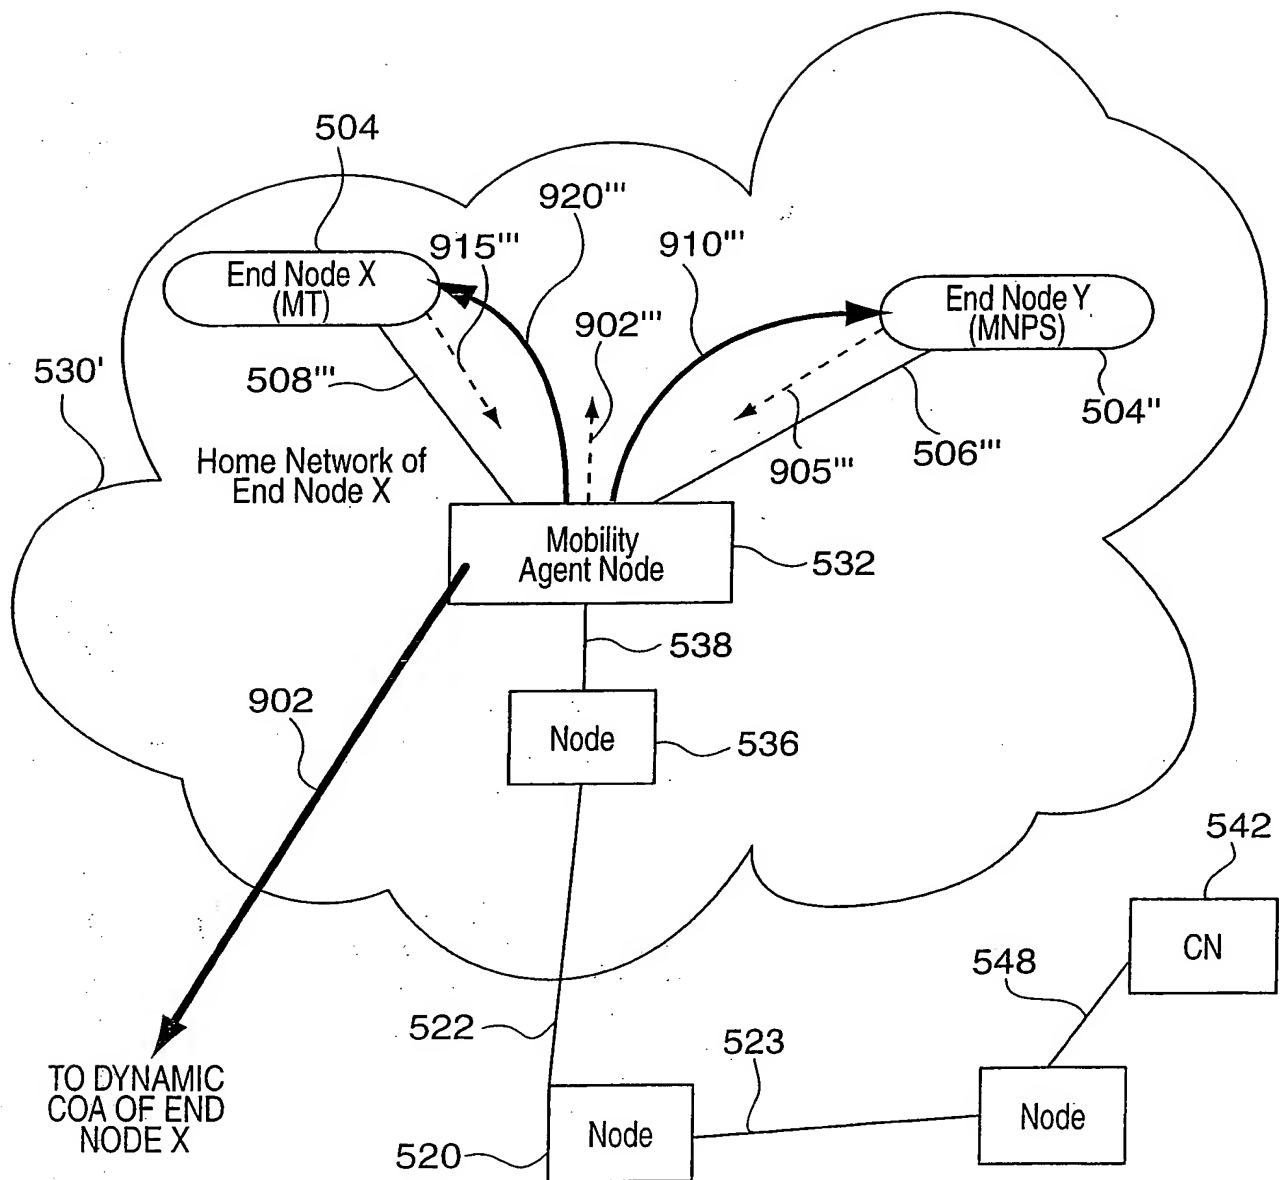 504
920'''
915'''
910'''
End Node X
(MT)
902'''
End Node Y
(MNPS)
530'
508'''
504''
905'''
506'''
Home Network of
End Node X
Mobility
Agent Node
532
538
902
Node
536
542
CN
548
522
523
TO DYNAMIC
COA OF END
NODE X
520
Node
Node